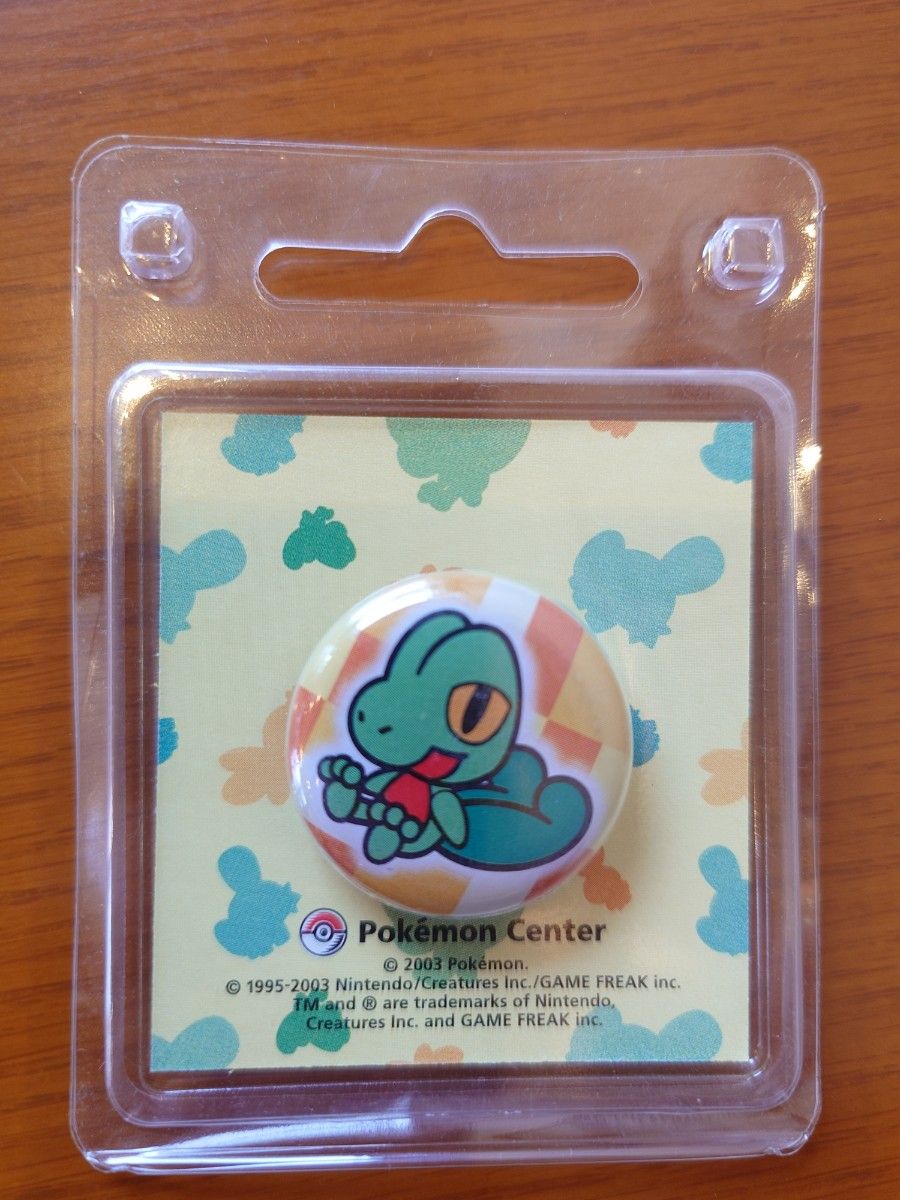 Pokémon Center
© 2003 Pokémon.
© 1995-2003 Nintendo/Creatures Inc./GAME FREAK inc.
TM and ® are trademarks of Nintendo,
Creatures Inc. and GAME FREAK inc.